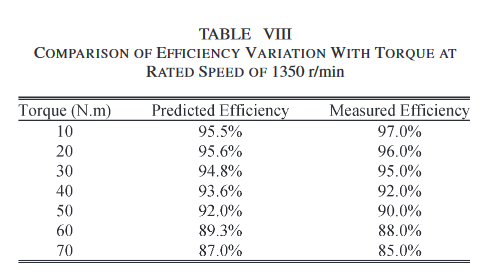 TABLE VIII
COMPARISON OF EFFICIENCY VARIATION WITH TORQUE AT
RATED SPEED OF 1350 r/min
Torque (N.m) Predicted Efficiency Measured Efficiency
10 95.5% 97.0%
20 95.6% 96.0%
30 94.8% 95.0%
40 93.6% 92.0%
50 92.0% 90.0%
60 89.3% 88.0%
70 87.0% 85.0%